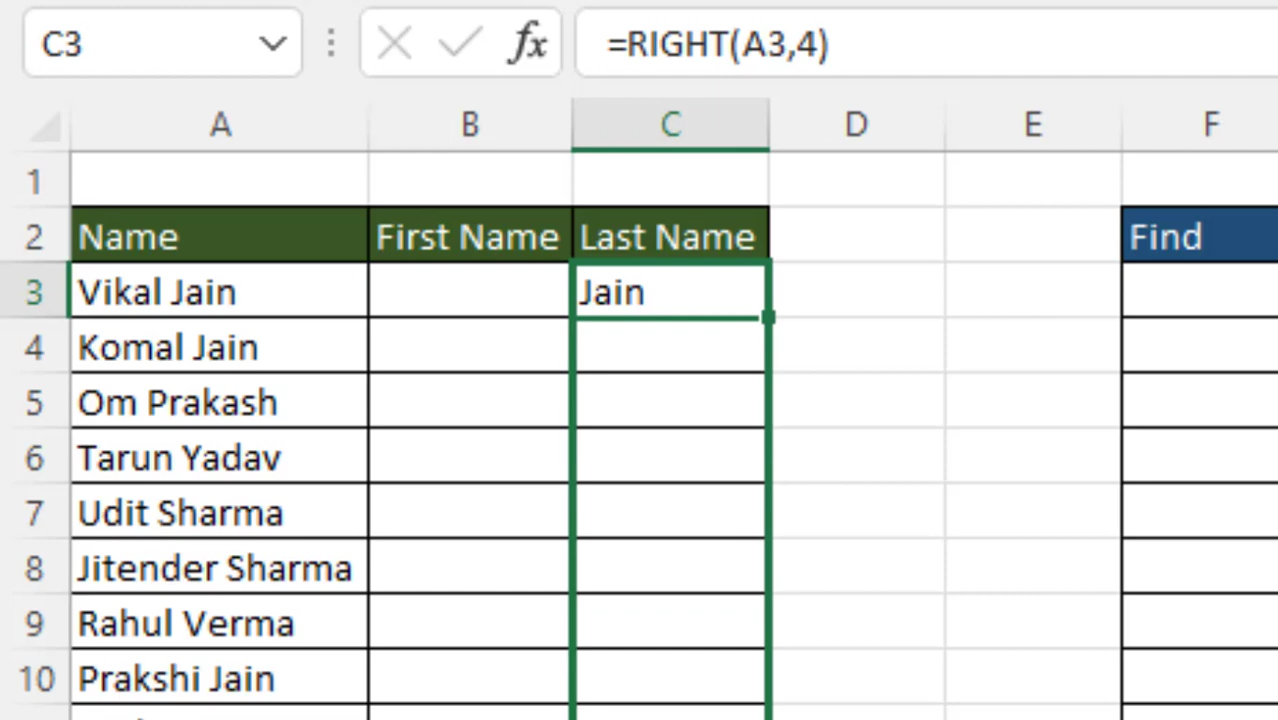 C3 fx =RIGHT(A3,4)
A B C D E F
1
2 Name First Name Last Name Find
3 Vikal Jain Jain
4 Komal Jain
5 Om Prakash
6 Tarun Yadav
7 Udit Sharma
8 Jitender Sharma
9 Rahul Verma
10 Prakshi Jain